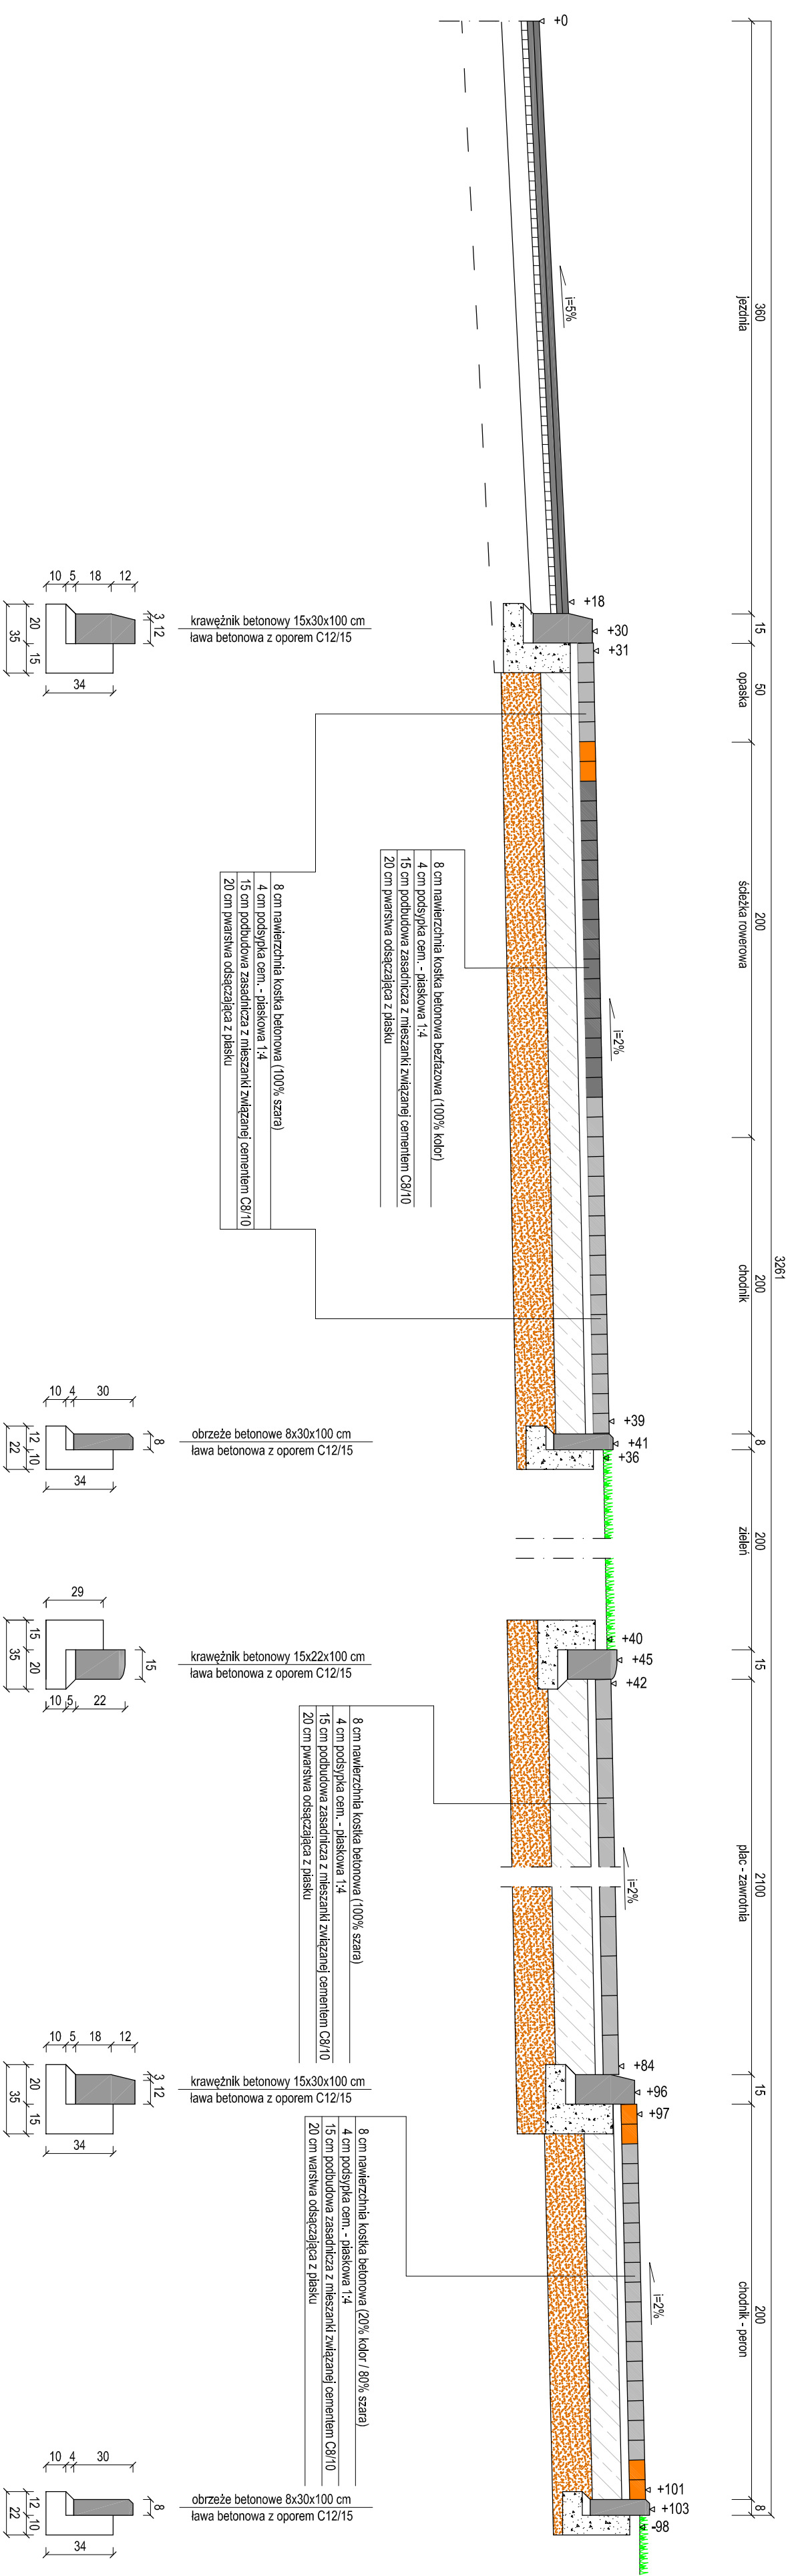 3261
360
15
50
200
200
8
200
15
2100
15
200
8
jezdnia
opaska
ścieżka rowerowa
chodnik
zieleń
plac - zawrotnia
chodnik - peron
+0
i=5%
+18
+30
+31
i=2%
+39
+41
+36
+40
+45
+42
i=2%
+84
+96
+97
i=2%
+101
+103
-98
8 cm nawierzchnia kostka betonowa bezfazowa (100% kolor)
4 cm podsypka cem. - piaskowa 1:4
15 cm podbudowa zasadnicza z mieszanki związanej cementem C8/10
20 cm pwarstwa odsączająca z piasku
8 cm nawierzchnia kostka betonowa (100% szara)
4 cm podsypka cem. - piaskowa 1:4
15 cm podbudowa zasadnicza z mieszanki związanej cementem C8/10
20 cm pwarstwa odsączająca z piasku
8 cm nawierzchnia kostka betonowa (100% szara)
4 cm podsypka cem. - piaskowa 1:4
15 cm podbudowa zasadnicza z mieszanki związanej cementem C8/10
20 cm pwarstwa odsączająca z piasku
8 cm nawierzchnia kostka betonowa (20% kolor / 80% szara)
4 cm podsypka cem. - piaskowa 1:4
15 cm podbudowa zasadnicza z mieszanki związanej cementem C8/10
20 cm warstwa odsączająca z piasku
krawężnik betonowy 15x30x100 cm
ława betonowa z oporem C12/15
10 5 18 12
3
12
20
15
35
34
obrzeże betonowe 8x30x100 cm
ława betonowa z oporem C12/15
10 4 30
8
12
10
22
34
krawężnik betonowy 15x22x100 cm
ława betonowa z oporem C12/15
29
15
15
20
35
10 5 22
krawężnik betonowy 15x30x100 cm
ława betonowa z oporem C12/15
10 5 18 12
3
12
20
15
35
34
obrzeże betonowe 8x30x100 cm
ława betonowa z oporem C12/15
10 4 30
8
12
10
22
34